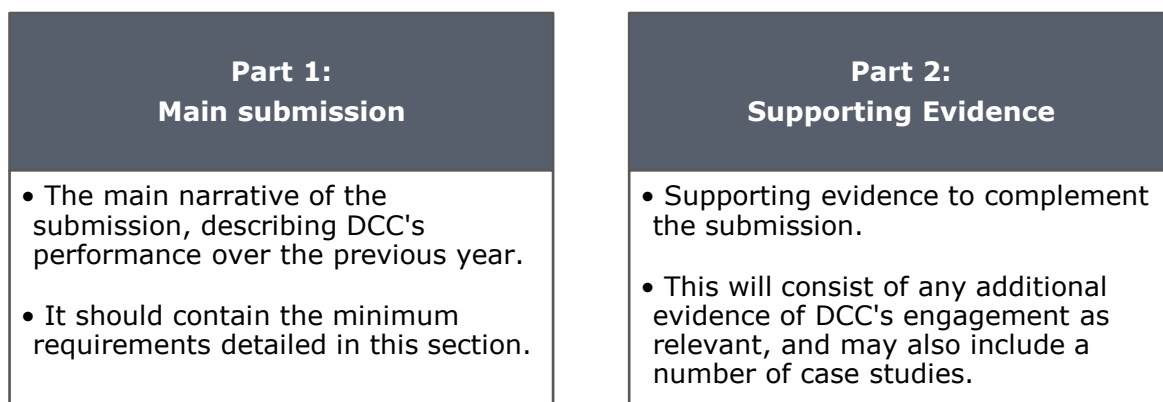 Part 1:
Main submission
• The main narrative of the
submission, describing DCC's
performance over the previous year.
• It should contain the minimum
requirements detailed in this section.
Part 2:
Supporting Evidence
• Supporting evidence to complement
the submission.
• This will consist of any additional
evidence of DCC's engagement as
relevant, and may also include a
number of case studies.